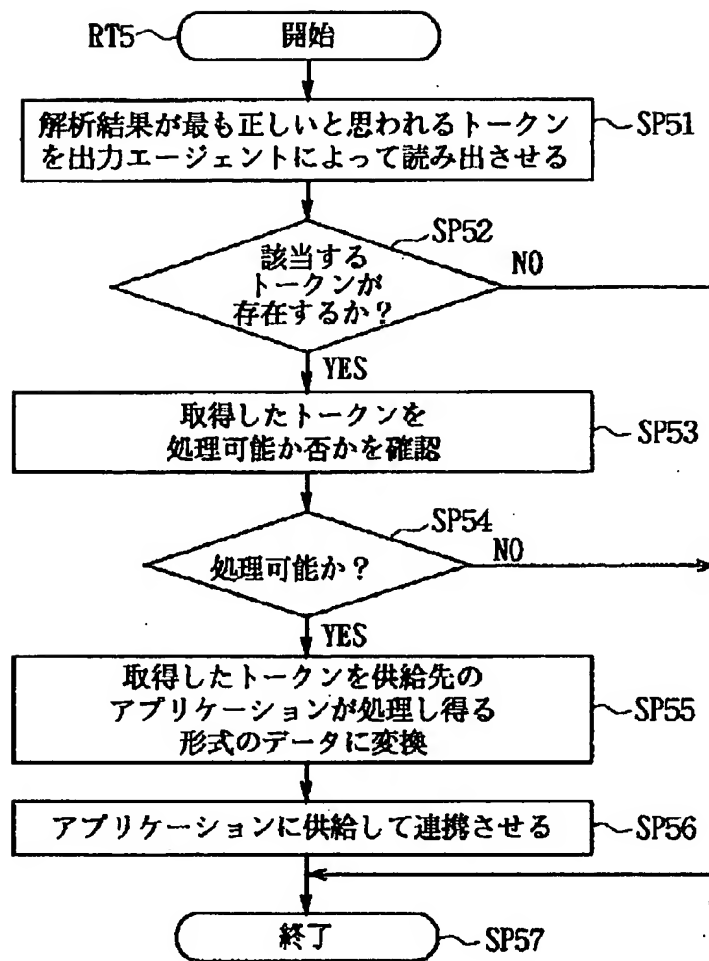 RT5
開始
解析結果が最も正しいと思われるトークン
を出力エージェントによって読み出させる
SP51
SP52
該当する
トークンが
存在するか？
NO
YES
取得したトークンを
処理可能か否かを確認
SP53
SP54
処理可能か？
NO
YES
取得したトークンを供給先の
アプリケーションが処理し得る
形式のデータに変換
SP55
アプリケーションに供給して連携させる
SP56
終了
SP57